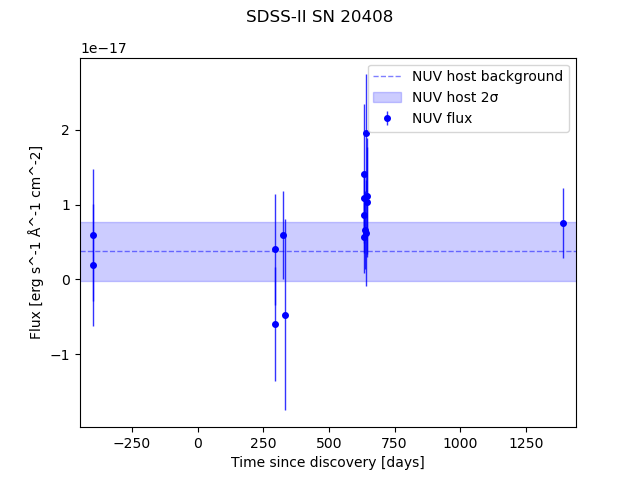 SDSS-II SN 20408
1e−17
NUV host background
NUV host 2σ
NUV flux
2
1
0
−1
Flux [erg s^-1 Å^-1 cm^-2]
−250
0
250
500
750
1000
1250
Time since discovery [days]